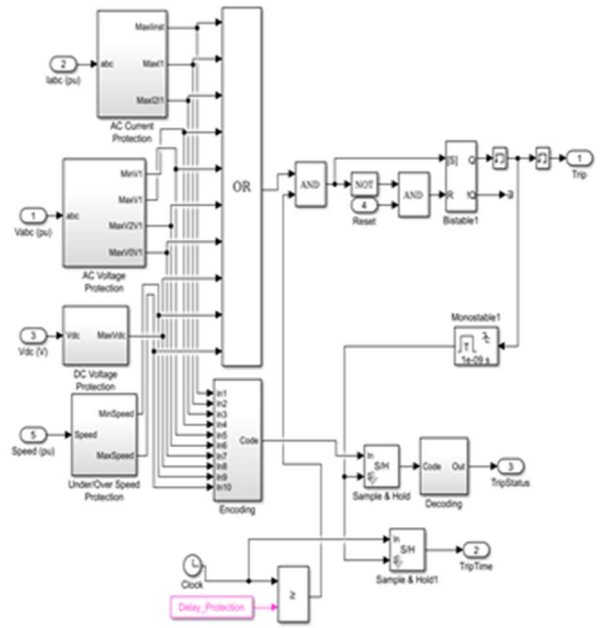 MaxInst
2
abc
MaxI1
Iabc (pu)
MaxI2I1
AC Current
Protection
MinV1
MaxV1
1
abc
MaxV2V1
Vabc (pu)
MaxV0V1
AC Voltage
Protection
3
Vdc
MaxVdc
Vdc (V)
DC Voltage
Protection
MinSpeed
5
Speed
Speed (pu)
MaxSpeed
Under/Over Speed
Protection
OR
AND
NOT
AND
4
Reset
[S]
Q
R
!Q
Bistable1
1
Trip
Monostable1
T
1e-09 s
In1
In2
In3
In4
In5
In6
In7
In8
In9
In10
Code
Encoding
In
S/H
Sample & Hold
Code
Out
Decoding
3
TripStatus
In
S/H
Sample & Hold1
2
TripTime
Clock
Delay_Protection
≥